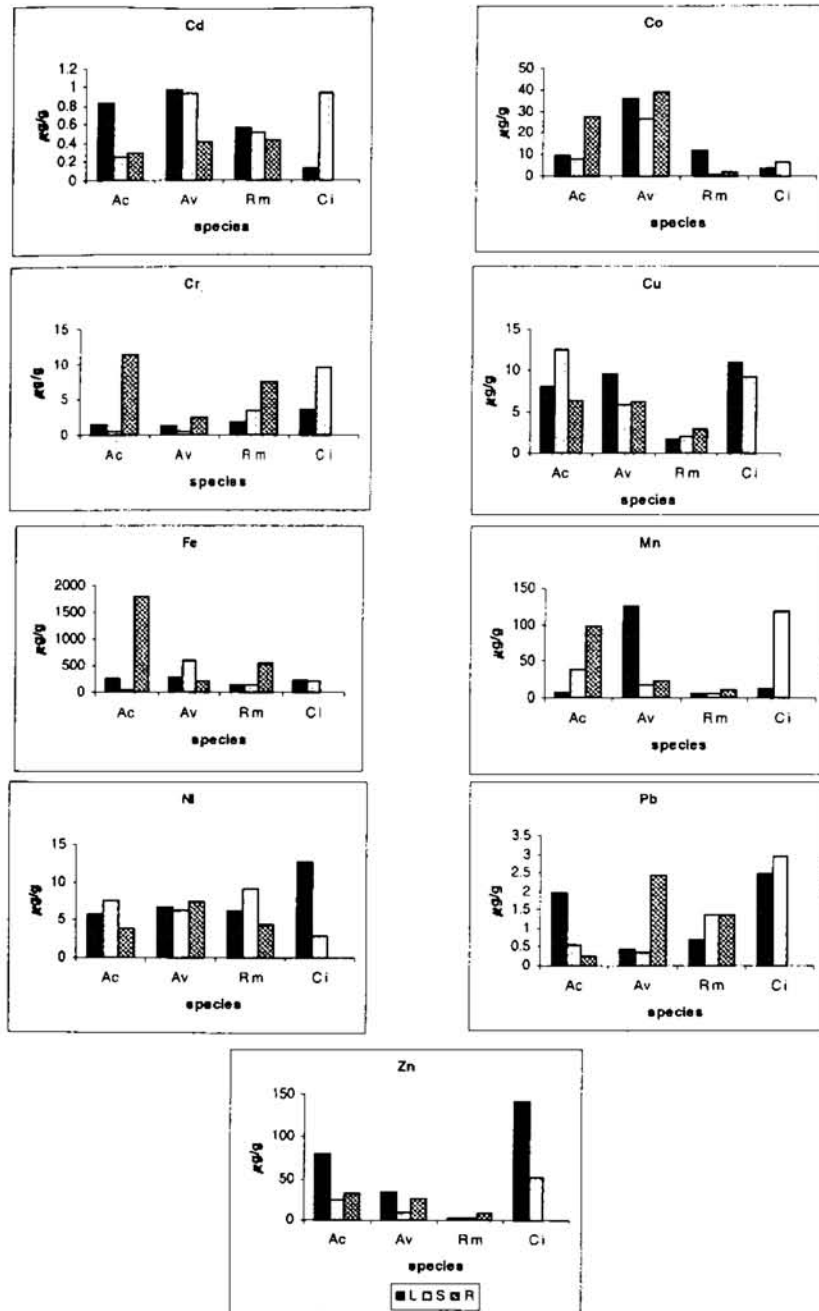 Cd
1.2
1
0.8
0.6
0.4
0.2
0
µg/g
Ac Av Rm Ci
species
Co
50
40
30
20
10
0
µg/g
Ac Av Rm Ci
species
Cr
15
10
5
0
µg/g
Ac Av Rm Ci
species
Cu
15
10
5
0
µg/g
Ac Av Rm Ci
species
Fe
2000
1500
1000
500
0
µg/g
Ac Av Rm Ci
species
Mn
150
100
50
0
µg/g
Ac Av Rm Ci
species
Ni
15
10
5
0
µg/g
Ac Av Rm Ci
species
Pb
3.5
3
2.5
2
1.5
1
0.5
0
µg/g
Ac Av Rm Ci
species
Zn
150
100
50
0
µg/g
Ac Av Rm Ci
species
L S R